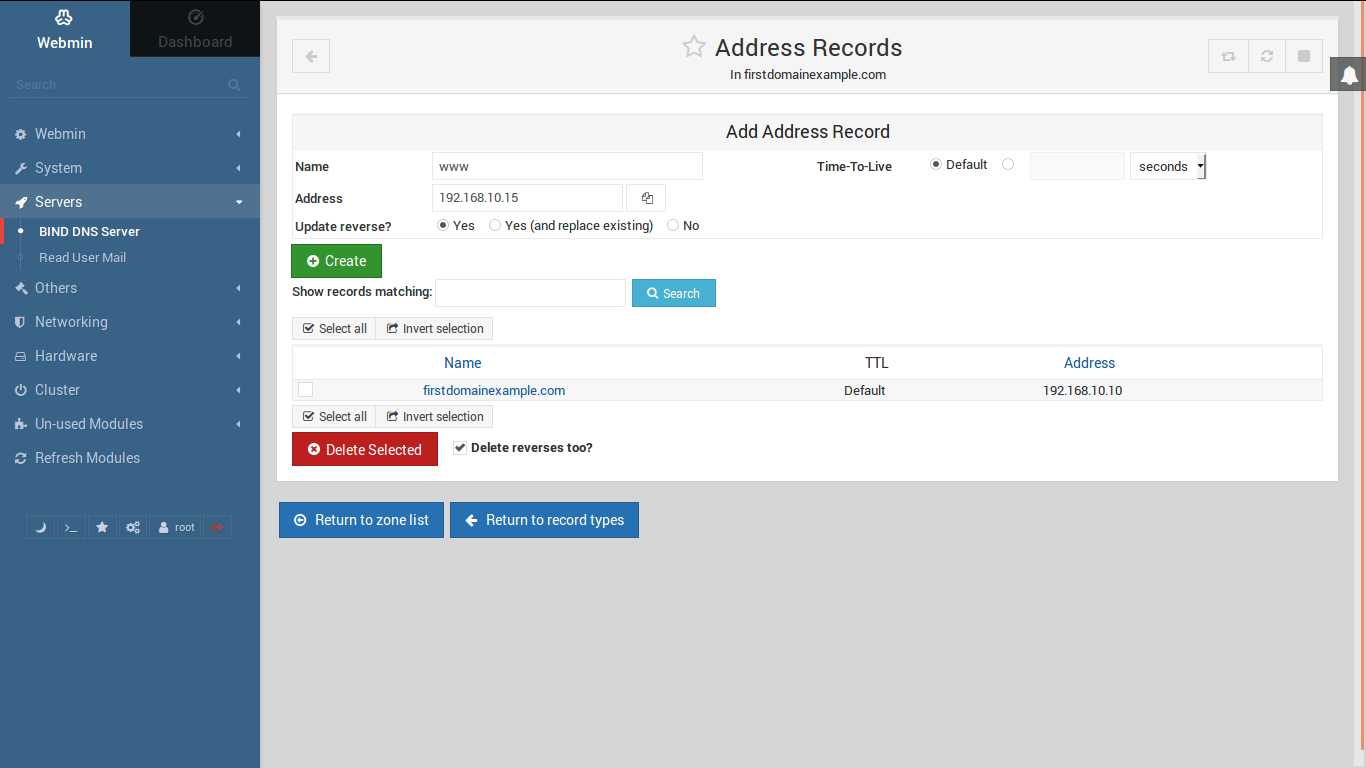 Webmin
Dashboard
Search
Webmin
System
Servers
BIND DNS Server
Read User Mail
Others
Networking
Hardware
Cluster
Un-used Modules
Refresh Modules
root
Address Records
In firstdomainexample.com
Add Address Record
Name www Time-To-Live Default seconds
Address 192.168.10.15
Update reverse? Yes Yes (and replace existing) No
Create
Show records matching: Search
Select all Invert selection
Name TTL Address
firstdomainexample.com Default 192.168.10.10
Select all Invert selection
Delete Selected Delete reverses too?
Return to zone list Return to record types